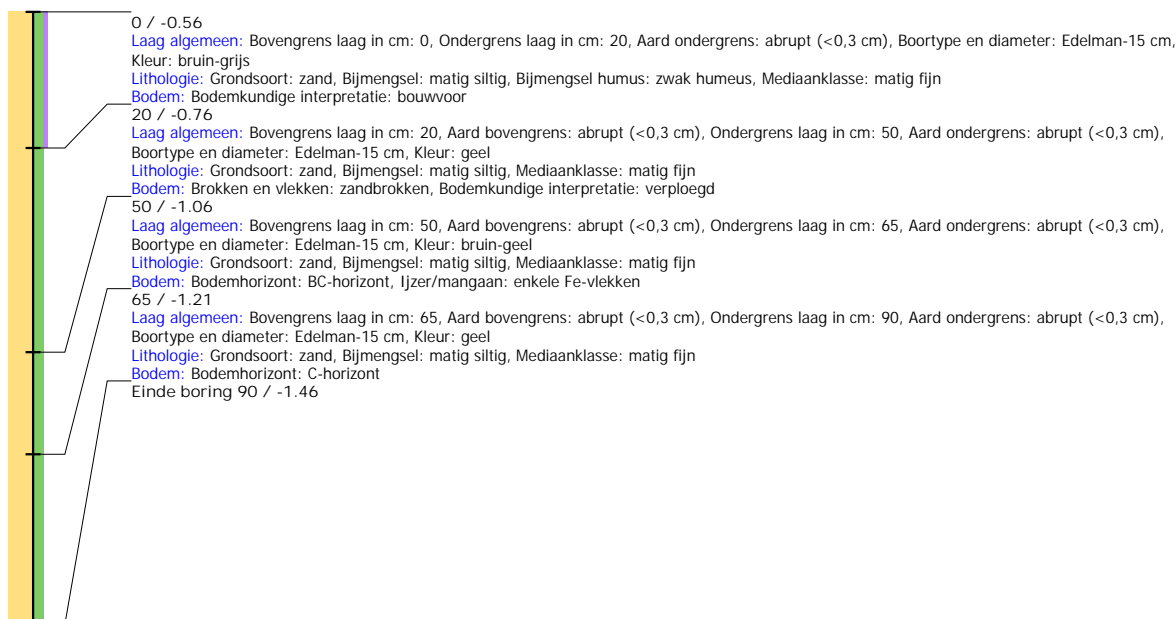 0 / -0.56
Laag algemeen: Bovengrens laag in cm: 0, Ondergrens laag in cm: 20, Aard ondergrens: abrupt (<0,3 cm), Boortype en diameter: Edelman-15 cm,
Kleur: bruin-grijs
Lithologie: Grondsoort: zand, Bijmengsel: matig siltig, Bijmengsel humus: zwak humeus, Mediaanklasse: matig fijn
Bodem: Bodemkundige interpretatie: bouwvoor
20 / -0.76
Laag algemeen: Bovengrens laag in cm: 20, Aard bovengrens: abrupt (<0,3 cm), Ondergrens laag in cm: 50, Aard ondergrens: abrupt (<0,3 cm),
Boortype en diameter: Edelman-15 cm, Kleur: geel
Lithologie: Grondsoort: zand, Bijmengsel: matig siltig, Mediaanklasse: matig fijn
Bodem: Brokken en vlekken: zandbrokken, Bodemkundige interpretatie: verploegd
50 / -1.06
Laag algemeen: Bovengrens laag in cm: 50, Aard bovengrens: abrupt (<0,3 cm), Ondergrens laag in cm: 65, Aard ondergrens: abrupt (<0,3 cm),
Boortype en diameter: Edelman-15 cm, Kleur: bruin-geel
Lithologie: Grondsoort: zand, Bijmengsel: matig siltig, Mediaanklasse: matig fijn
Bodem: Bodemhorizont: BC-horizont, Ijzer/mangaan: enkele Fe-vlekken
65 / -1.21
Laag algemeen: Bovengrens laag in cm: 65, Aard bovengrens: abrupt (<0,3 cm), Ondergrens laag in cm: 90, Aard ondergrens: abrupt (<0,3 cm),
Boortype en diameter: Edelman-15 cm, Kleur: geel
Lithologie: Grondsoort: zand, Bijmengsel: matig siltig, Mediaanklasse: matig fijn
Bodem: Bodemhorizont: C-horizont
Einde boring 90 / -1.46